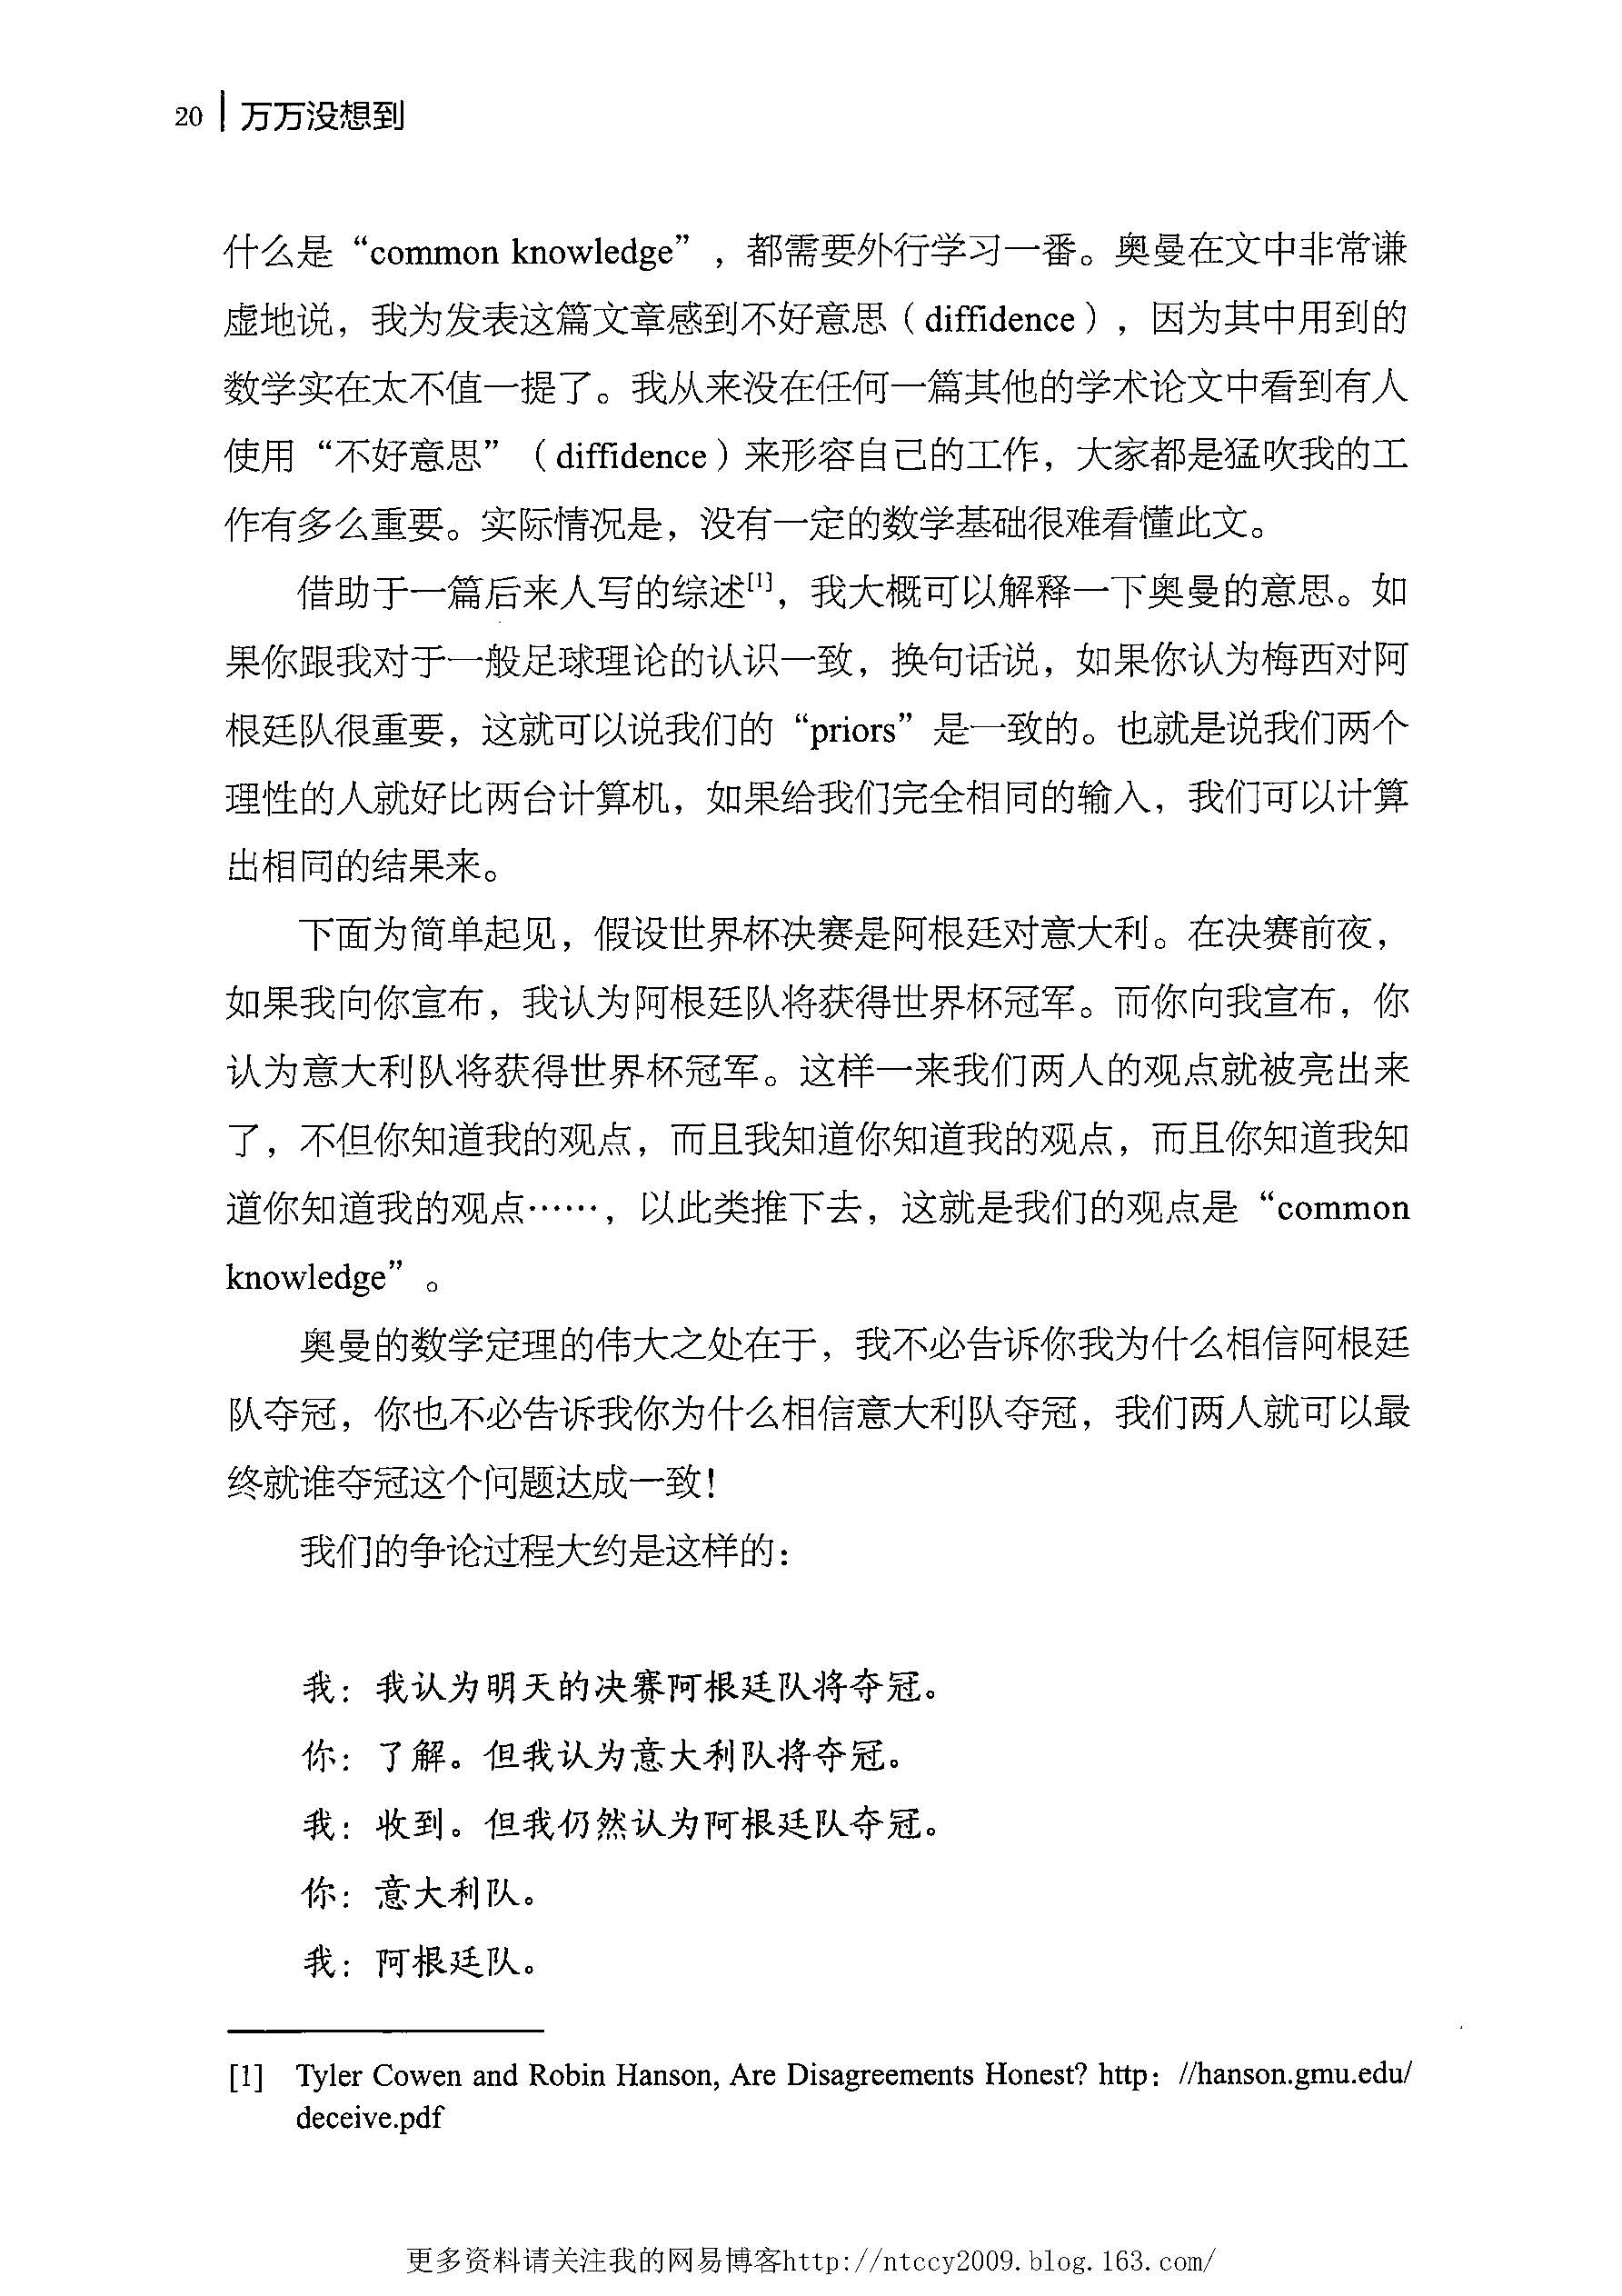 20 万万没想到
什么是“common knowledge”，都需要外行学习一番。奥曼在文中非常谦
虚地说，我为发表这篇文章感到不好意思（diffidence），因为其中用到的
数学实在太不值一提了。我从来没在任何一篇其他的学术论文中看到有人
使用“不好意思”（diffidence）来形容自己的工作，大家都是猛吹我的工
作有多么重要。实际情况是，没有一定的数学基础很难看懂此文。
借助于一篇后来人写的综述[1]，我大概可以解释一下奥曼的意思。如
果你跟我对于一般足球理论的认识一致，换句话说，如果你认为梅西对阿
根廷队很重要，这就可以说我们的“priors”是一致的。也就是说我们两个
理性的人就好比两台计算机，如果给我们完全相同的输入，我们可以计算
出相同的结果来。
下面为简单起见，假设世界杯决赛是阿根廷对意大利。在决赛前夜，
如果我向你宣布，我认为阿根廷队将获得世界杯冠军。而你向我宣布，你
认为意大利队将获得世界杯冠军。这样一来我们两人的观点就被亮出来
了，不但你知道我的观点，而且我知道你知道我的观点，而且你知道我知
道你知道我的观点……，以此类推下去，这就是我们的观点是“common
knowledge”。
奥曼的数学定理的伟大之处在于，我不必告诉你我为什么相信阿根廷
队夺冠，你也不必告诉我你为什么相信意大利队夺冠，我们两人就可以最
终就谁夺冠这个问题达成一致！
我们的争论过程大约是这样的：
我：我认为明天的决赛阿根廷队将夺冠。
你：了解。但我认为意大利队将夺冠。
我：收到。但我仍然认为阿根廷队夺冠。
你：意大利队。
我：阿根廷队。
[1] Tyler Cowen and Robin Hanson, Are Disagreements Honest? http：//hanson.gmu.edu/
deceive.pdf
更多资料请关注我的网易博客http://ntccy2009.blog.163.com/